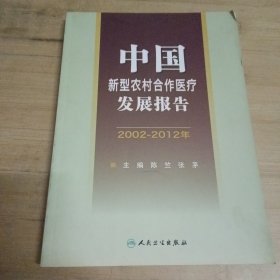 中国
新型农村合作医疗
发展报告
2002-2012年
主编 陈竺 张茅
人民卫生出版社